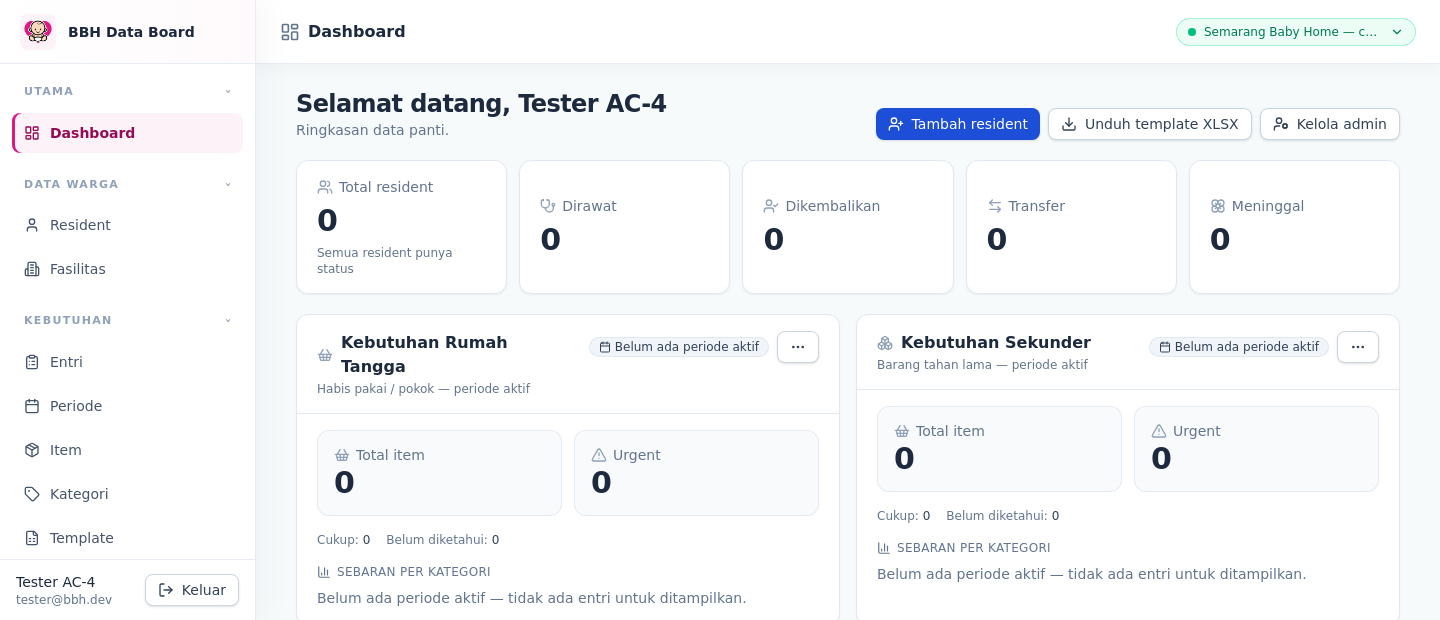 BBH Data Board
Dashboard
Semarang Baby Home — c...
UTAMA
Dashboard
DATA WARGA
Resident
Fasilitas
KEBUTUHAN
Entri
Periode
Item
Kategori
Template
Tester AC-4
tester@bbh.dev
Keluar
Selamat datang, Tester AC-4
Ringkasan data panti.
Tambah resident
Unduh template XLSX
Kelola admin
Total resident
0
Semua resident punya
status
Dirawat
0
Dikembalikan
0
Transfer
0
Meninggal
0
Kebutuhan Rumah
Tangga
Habis pakai / pokok — periode aktif
Belum ada periode aktif
Total item
0
Urgent
0
Cukup: 0 Belum diketahui: 0
SEBARAN PER KATEGORI
Belum ada periode aktif — tidak ada entri untuk ditampilkan.
Kebutuhan Sekunder
Barang tahan lama — periode aktif
Belum ada periode aktif
Total item
0
Urgent
0
Cukup: 0 Belum diketahui: 0
SEBARAN PER KATEGORI
Belum ada periode aktif — tidak ada entri untuk ditampilkan.